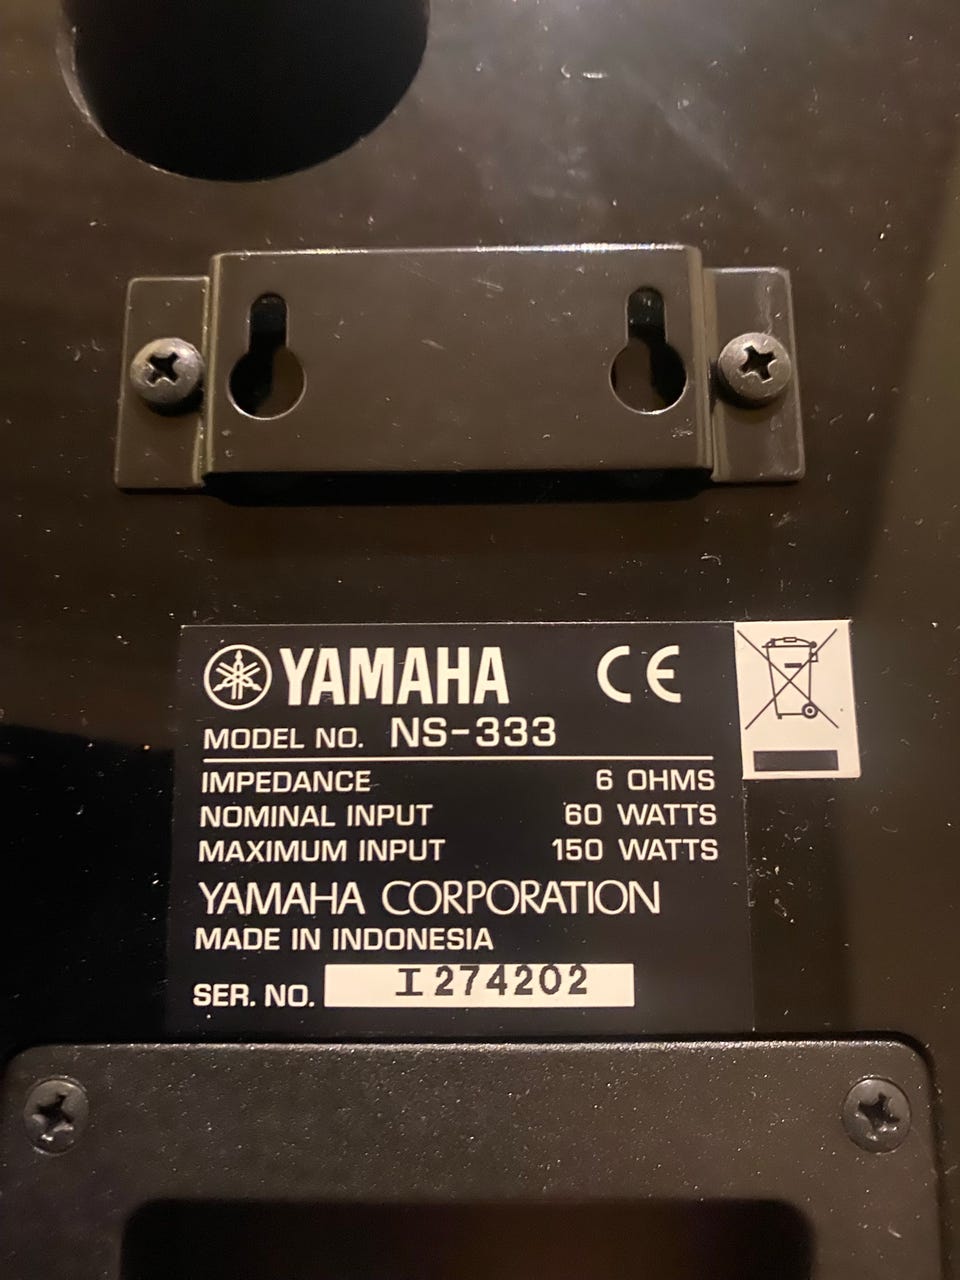 YAMAHA CE
MODEL NO. NS-333
IMPEDANCE 6 OHMS
NOMINAL INPUT 60 WATTS
MAXIMUM INPUT 150 WATTS
YAMAHA CORPORATION
MADE IN INDONESIA
SER. NO. I274202